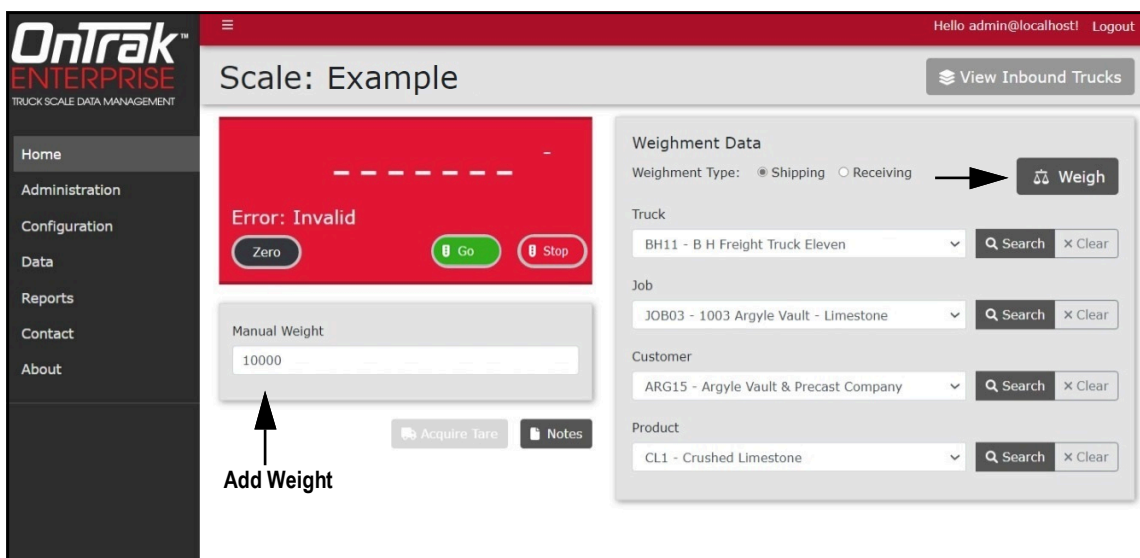 OnTrak™
ENTERPRISE
TRUCK SCALE DATA MANAGEMENT
Home
Administration
Configuration
Data
Reports
Contact
About
Hello admin@localhost! Logout
Scale: Example
View Inbound Trucks
- - - - - - - -
Error: Invalid
Zero Go Stop
Manual Weight
10000
Acquire Tare Notes
Add Weight
Weighment Data
Weighment Type: Shipping Receiving
Weigh
Truck
BH11 - B H Freight Truck Eleven Search × Clear
Job
JOB03 - 1003 Argyle Vault - Limestone Search × Clear
Customer
ARG15 - Argyle Vault & Precast Company Search × Clear
Product
CL1 - Crushed Limestone Search × Clear